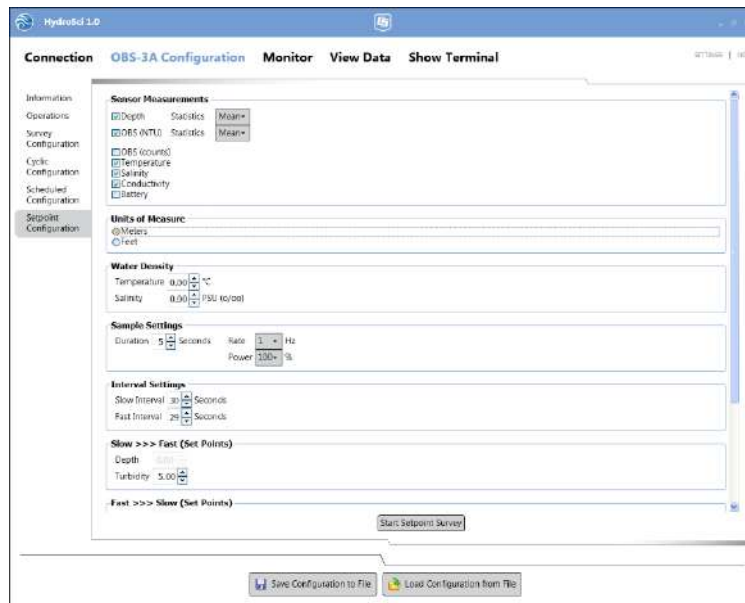 HydroSci 1.0
Connection OBS-3A Configuration Monitor View Data Show Terminal
SETTINGS |
Information
Operations
Survey
Configuration
Cyclic
Configuration
Scheduled
Configuration
Setpoint
Configuration
Sensor Measurements
Depth Statistics Mean
OBS (NTU) Statistics Mean
OBS (counts)
Temperature
Salinity
Conductivity
Battery
Units of Measure
Meters
Feet
Water Density
Temperature 0.00 °C
Salinity 0.00 PSU (o/oo)
Sample Settings
Duration 5 Seconds Rate 1 Hz
Power 100 %
Interval Settings
Slow Interval 30 Seconds
Fast Interval 29 Seconds
Slow >>> Fast (Set Points)
Depth 0.00
Turbidity 5.00
Fast >>> Slow (Set Points)
Start Setpoint Survey
Save Configuration to File Load Configuration from File